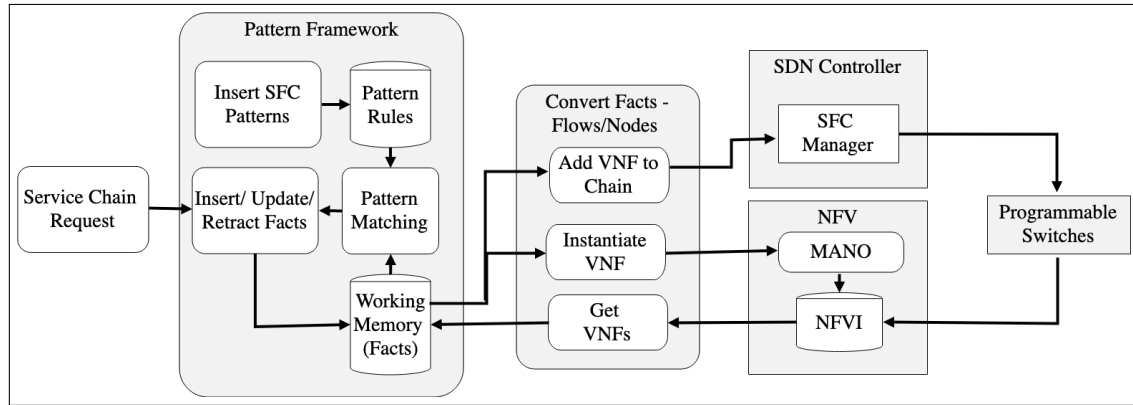 Pattern Framework
Insert SFC
Patterns
Pattern
Rules
Service Chain
Request
Insert/ Update/
Retract Facts
Pattern
Matching
Working
Memory
(Facts)
Convert Facts -
Flows/Nodes
Add VNF to
Chain
Instantiate
VNF
Get
VNFs
SDN Controller
SFC
Manager
NFV
MANO
NFVI
Programmable
Switches